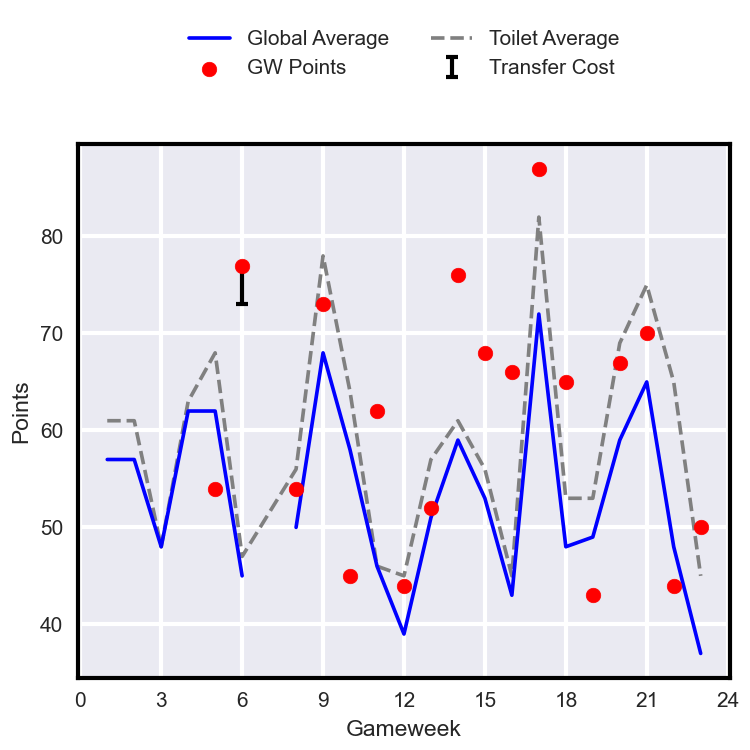 Global Average
Toilet Average
GW Points
Transfer Cost
80
70
60
50
40
Points
0 3 6 9 12 15 18 21 24
Gameweek